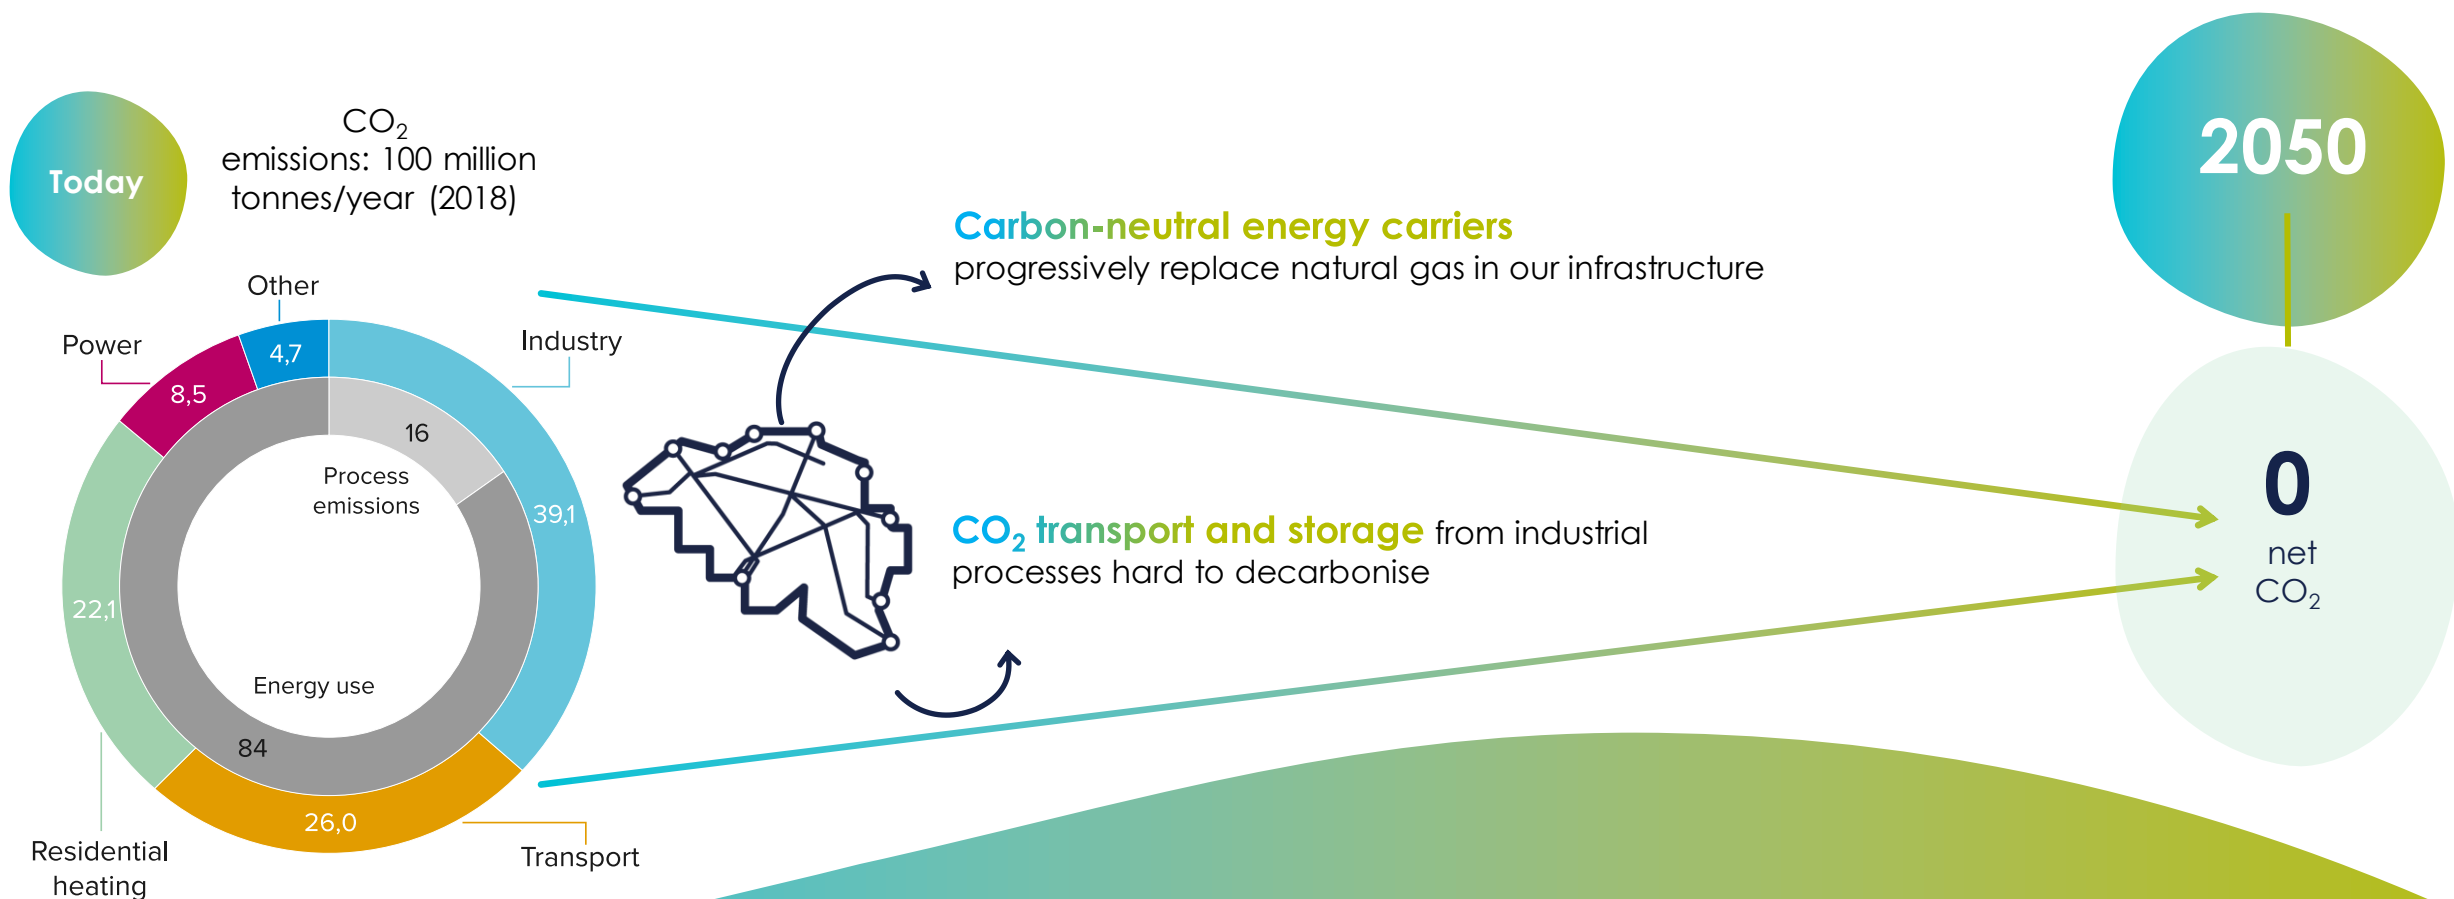 Today
CO₂
emissions: 100 million
tonnes/year (2018)
Other
Power
Industry
4,7
8,5
16
Process
emissions
39,1
22,1
Energy use
84
26,0
Residential
heating
Transport
Carbon-neutral energy carriers
progressively replace natural gas in our infrastructure
CO₂ transport and storage from industrial
processes hard to decarbonise
2050
0
net
CO₂